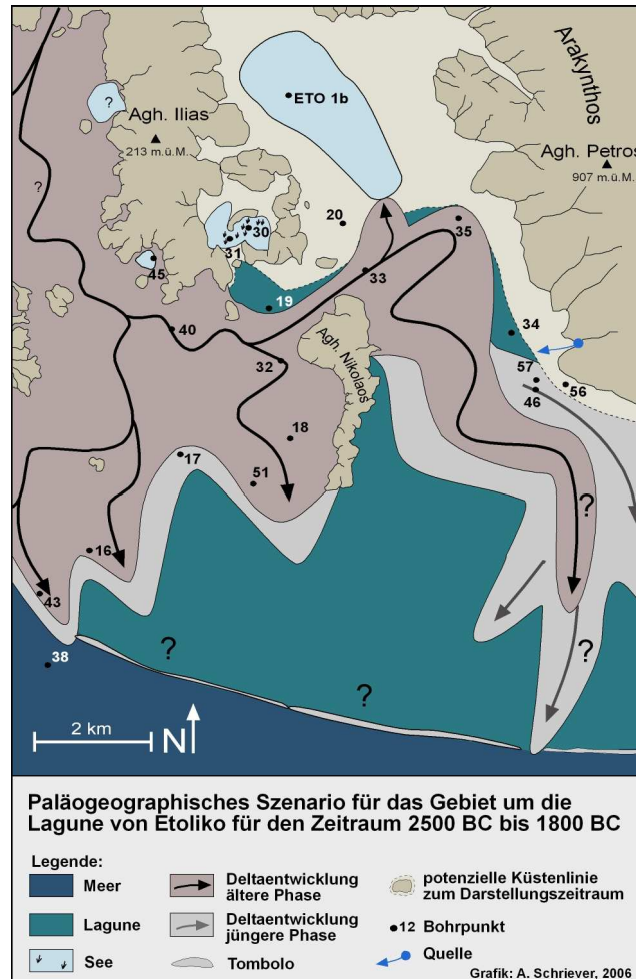 ETO 1b
?
Agh. Ilias
213 m.ü.M.
Arakynthos
Agh. Petros
907 m.ü.M.
?
20
30
31
35
45
33
19
34
40
Agh. Nikolaos
32
57
46
56
18
17
51
?
16
43
?
?
38
?
2 km
N
Paläogeographisches Szenario für das Gebiet um die
Lagune von Etoliko für den Zeitraum 2500 BC bis 1800 BC
Legende:
Meer
Deltaentwicklung
ältere Phase
potenzielle Küstenlinie
zum Darstellungszeitraum
Lagune
Deltaentwicklung
jüngere Phase
12 Bohrpunkt
See
Tombolo
Quelle
Grafik: A. Schriever, 2006